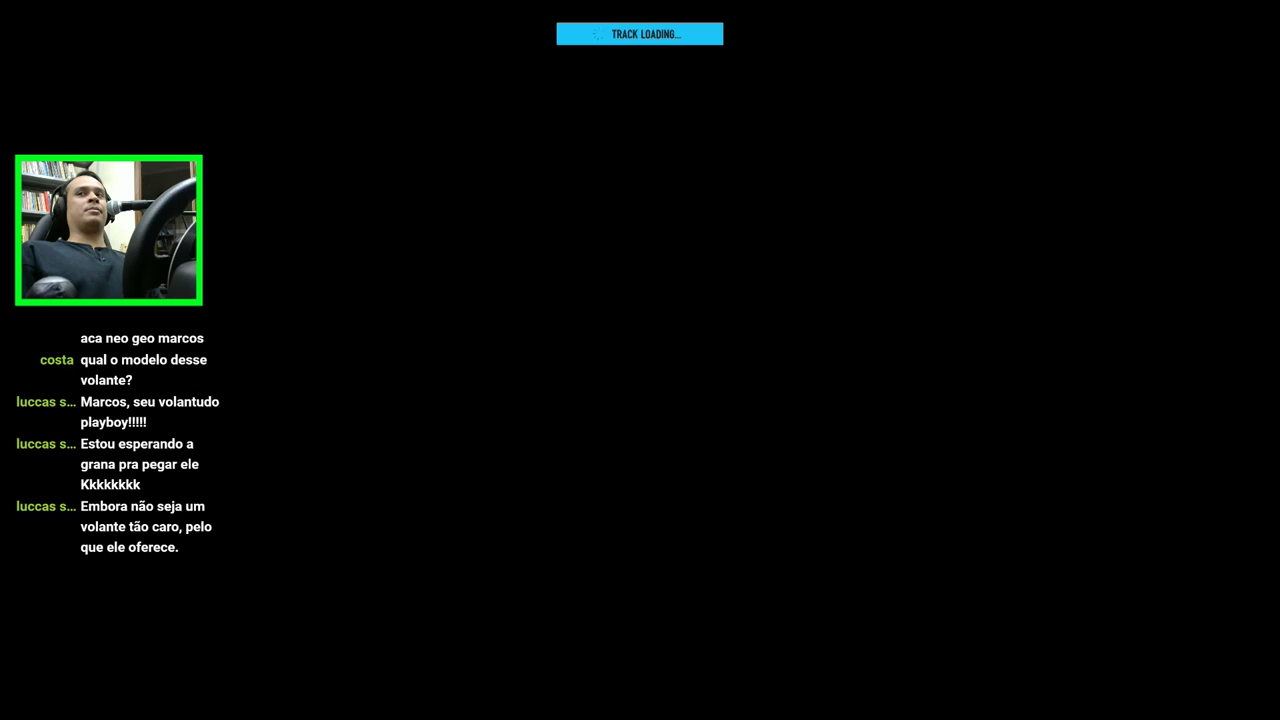 TRACK LOADING...
aca neo geo marcos
costa qual o modelo desse
volante?
luccas s... Marcos, seu volantudo
playboy!!!!!
luccas s... Estou esperando a
grana pra pegar ele
Kkkkkkkk
luccas s... Embora não seja um
volante tão caro, pelo
que ele oferece.